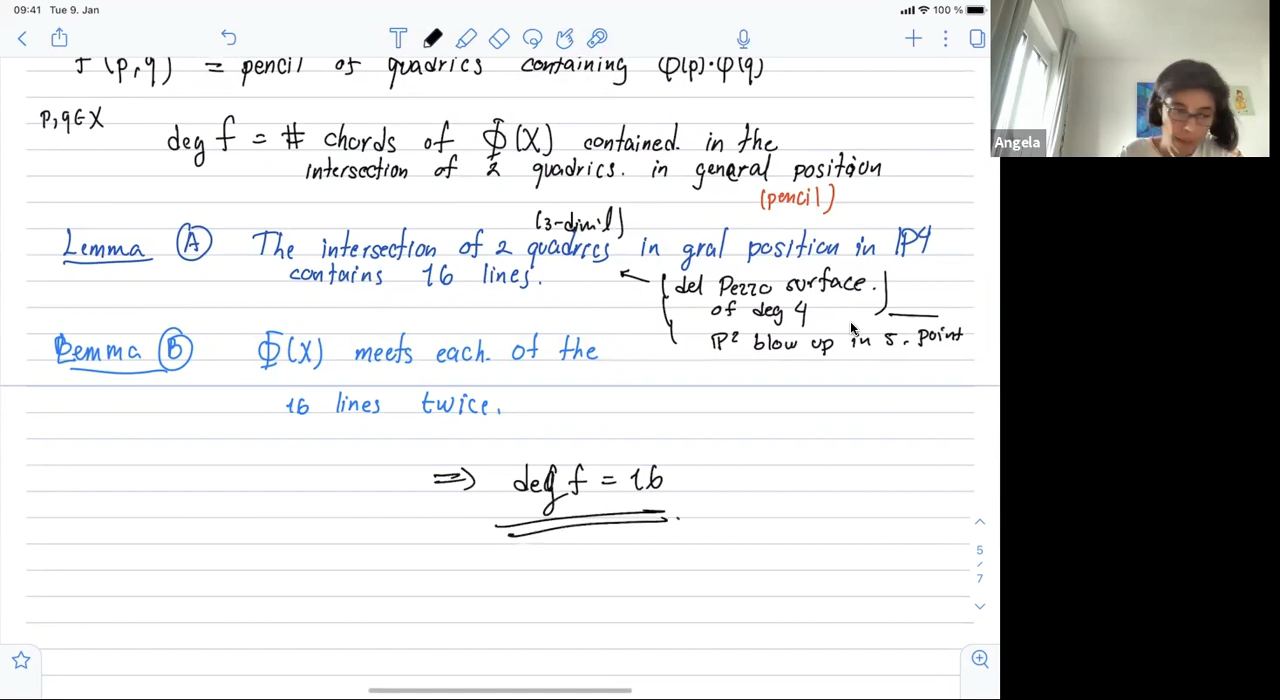 09:41 Tue 9. Jan
100 %
f (p,q) = pencil of quadrics containing Φ(p)·Φ(q)
p,q∈X
deg f = # chords of Φ(X) contained in the
intersection of 2 quadrics. in general position
(pencil)
(3-dim'l)
Lemma (A) The intersection of 2 quadrics in gral position in IP4
contains 16 lines.
del Pezzo surface.
of deg 4
IP² blow up in 5. point
Lemma (B) Φ(X) meets each. of the
16 lines twice.
=> deg f = 16
5
/
7
Angela